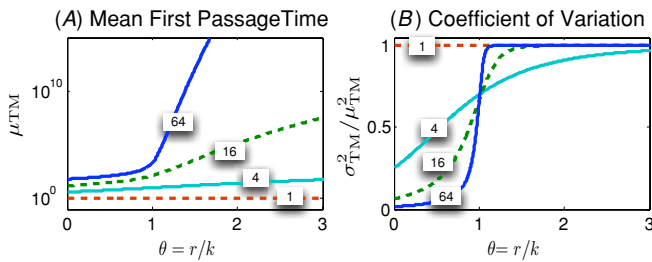 (A) Mean First PassageTime
μTM
10^10
10^0
64
16
4
1
0 1 2 3
θ = r/k
(B) Coefficient of Variation
σ²TM/μ²TM
1
0.5
0
1
4
16
64
0 1 2 3
θ = r/k